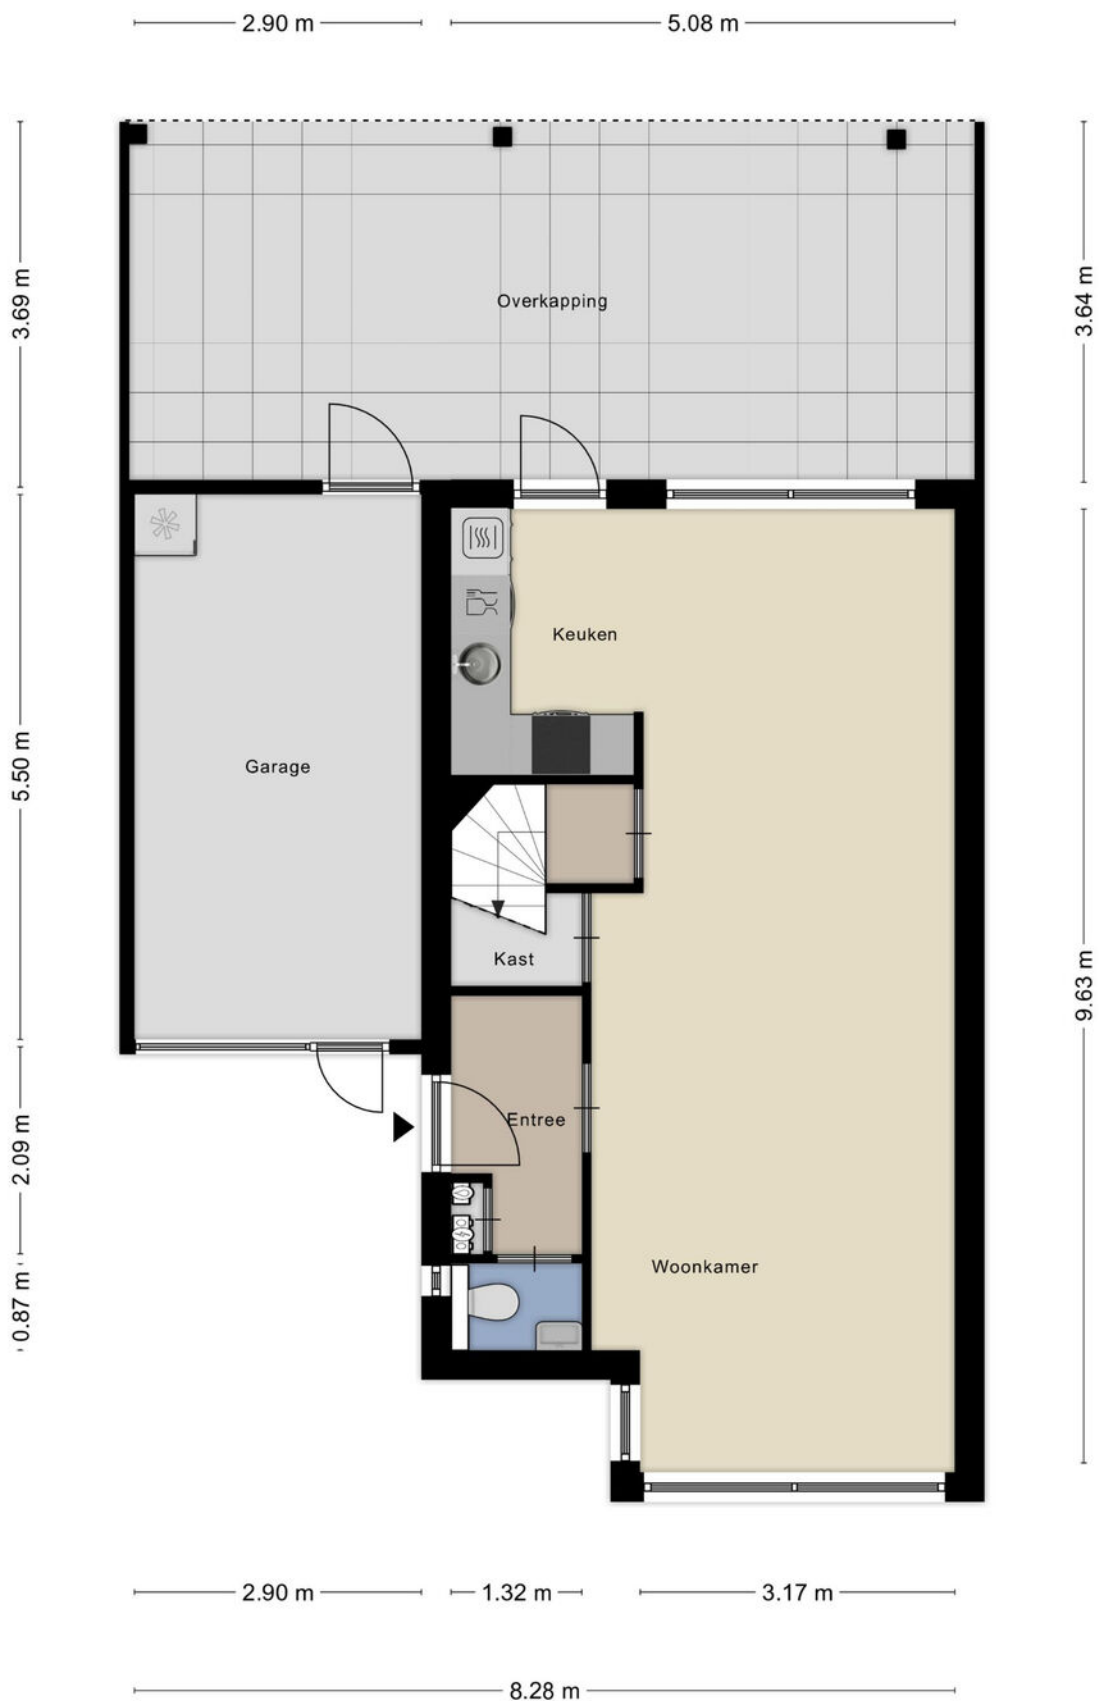 2.90 m
5.08 m
3.69 m
3.64 m
Overkapping
Keuken
5.50 m
Garage
Kast
9.63 m
2.09 m
Entree
0.87 m
Woonkamer
2.90 m
1.32 m
3.17 m
8.28 m